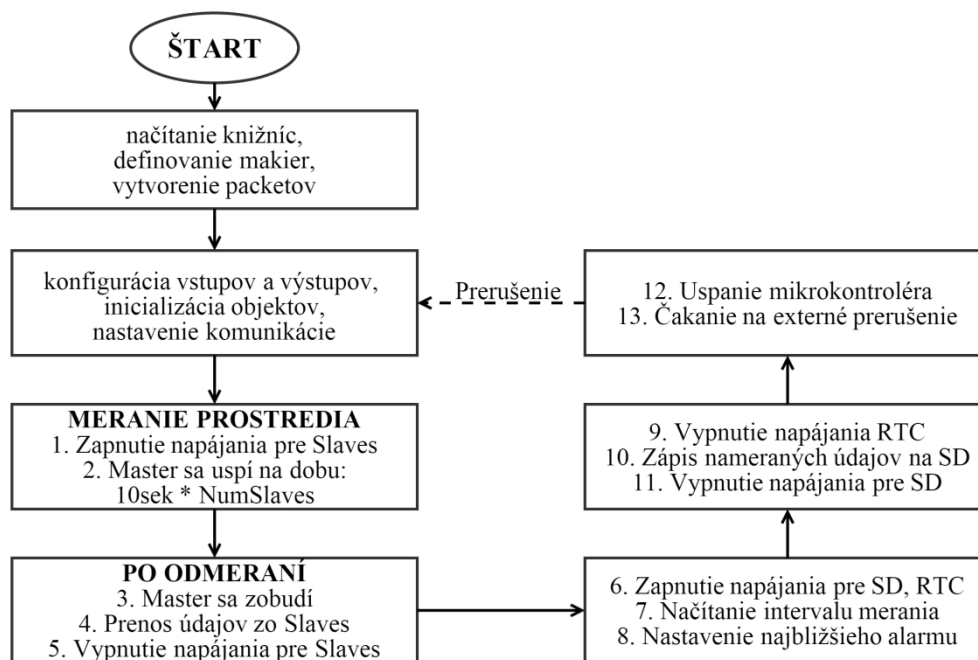 ŠTART
načítanie knižníc,
definovanie makier,
vytvorenie packetov
konfigurácia vstupov a výstupov,
inicializácia objektov,
nastavenie komunikácie
MERANIE PROSTREDIA
1. Zapnutie napájania pre Slaves
2. Master sa uspí na dobu:
10sek * NumSlaves
PO ODMERANÍ
3. Master sa zobudí
4. Prenos údajov zo Slaves
5. Vypnutie napájania pre Slaves
6. Zapnutie napájania pre SD, RTC
7. Načítanie intervalu merania
8. Nastavenie najbližšieho alarmu
9. Vypnutie napájania RTC
10. Zápis nameraných údajov na SD
11. Vypnutie napájania pre SD
12. Uspanie mikrokontroléra
13. Čakanie na externé prerušenie
Prerušenie